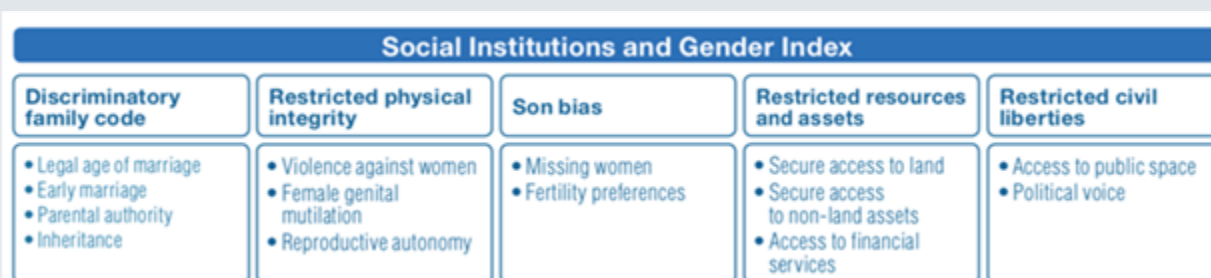 Social Institutions and Gender Index
Discriminatory
family code
• Legal age of marriage
• Early marriage
• Parental authority
• Inheritance
Restricted physical
integrity
• Violence against women
• Female genital
mutilation
• Reproductive autonomy
Son bias
• Missing women
• Fertility preferences
Restricted resources
and assets
• Secure access to land
• Secure access
to non-land assets
• Access to financial
services
Restricted civil
liberties
• Access to public space
• Political voice